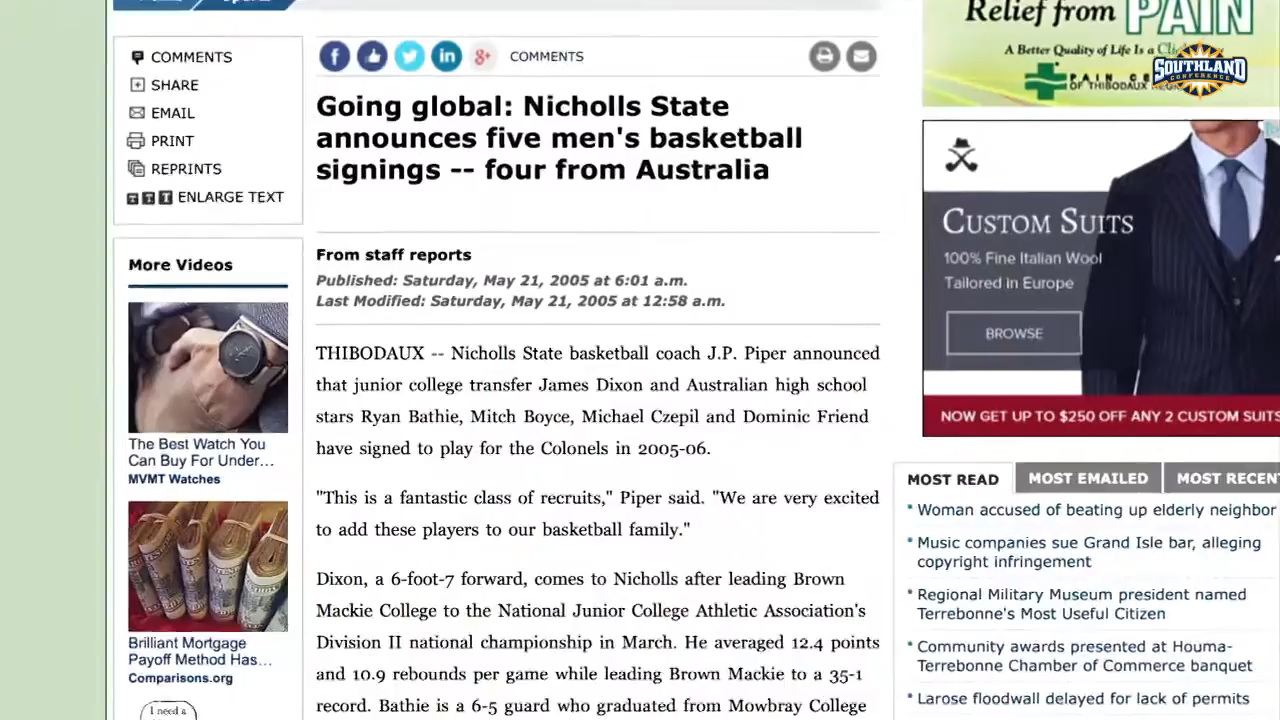 Relief from PAIN
A Better Quality of Life Is a
OF THIBODAUX
SOUTHLAND
CONFERENCE
COMMENTS
SHARE
EMAIL
PRINT
REPRINTS
T T T ENLARGE TEXT
More Videos
The Best Watch You
Can Buy For Under...
MVMT Watches
Brilliant Mortgage
Payoff Method Has...
Comparisons.org
I need a
f in g+ COMMENTS
Going global: Nicholls State
announces five men's basketball
signings -- four from Australia
From staff reports
Published: Saturday, May 21, 2005 at 6:01 a.m.
Last Modified: Saturday, May 21, 2005 at 12:58 a.m.
THIBODAUX -- Nicholls State basketball coach J.P. Piper announced
that junior college transfer James Dixon and Australian high school
stars Ryan Bathie, Mitch Boyce, Michael Czepil and Dominic Friend
have signed to play for the Colonels in 2005-06.
"This is a fantastic class of recruits," Piper said. "We are very excited
to add these players to our basketball family."
Dixon, a 6-foot-7 forward, comes to Nicholls after leading Brown
Mackie College to the National Junior College Athletic Association's
Division II national championship in March. He averaged 12.4 points
and 10.9 rebounds per game while leading Brown Mackie to a 35-1
record. Bathie is a 6-5 guard who graduated from Mowbray College
CUSTOM SUITS
100% Fine Italian Wool
Tailored in Europe
BROWSE
NOW GET UP TO $250 OFF ANY 2 CUSTOM SUITS
MOST READ MOST EMAILED MOST RECEN
Woman accused of beating up elderly neighbor
Music companies sue Grand Isle bar, alleging
copyright infringement
Regional Military Museum president named
Terrebonne's Most Useful Citizen
Community awards presented at Houma-
Terrebonne Chamber of Commerce banquet
Larose floodwall delayed for lack of permits